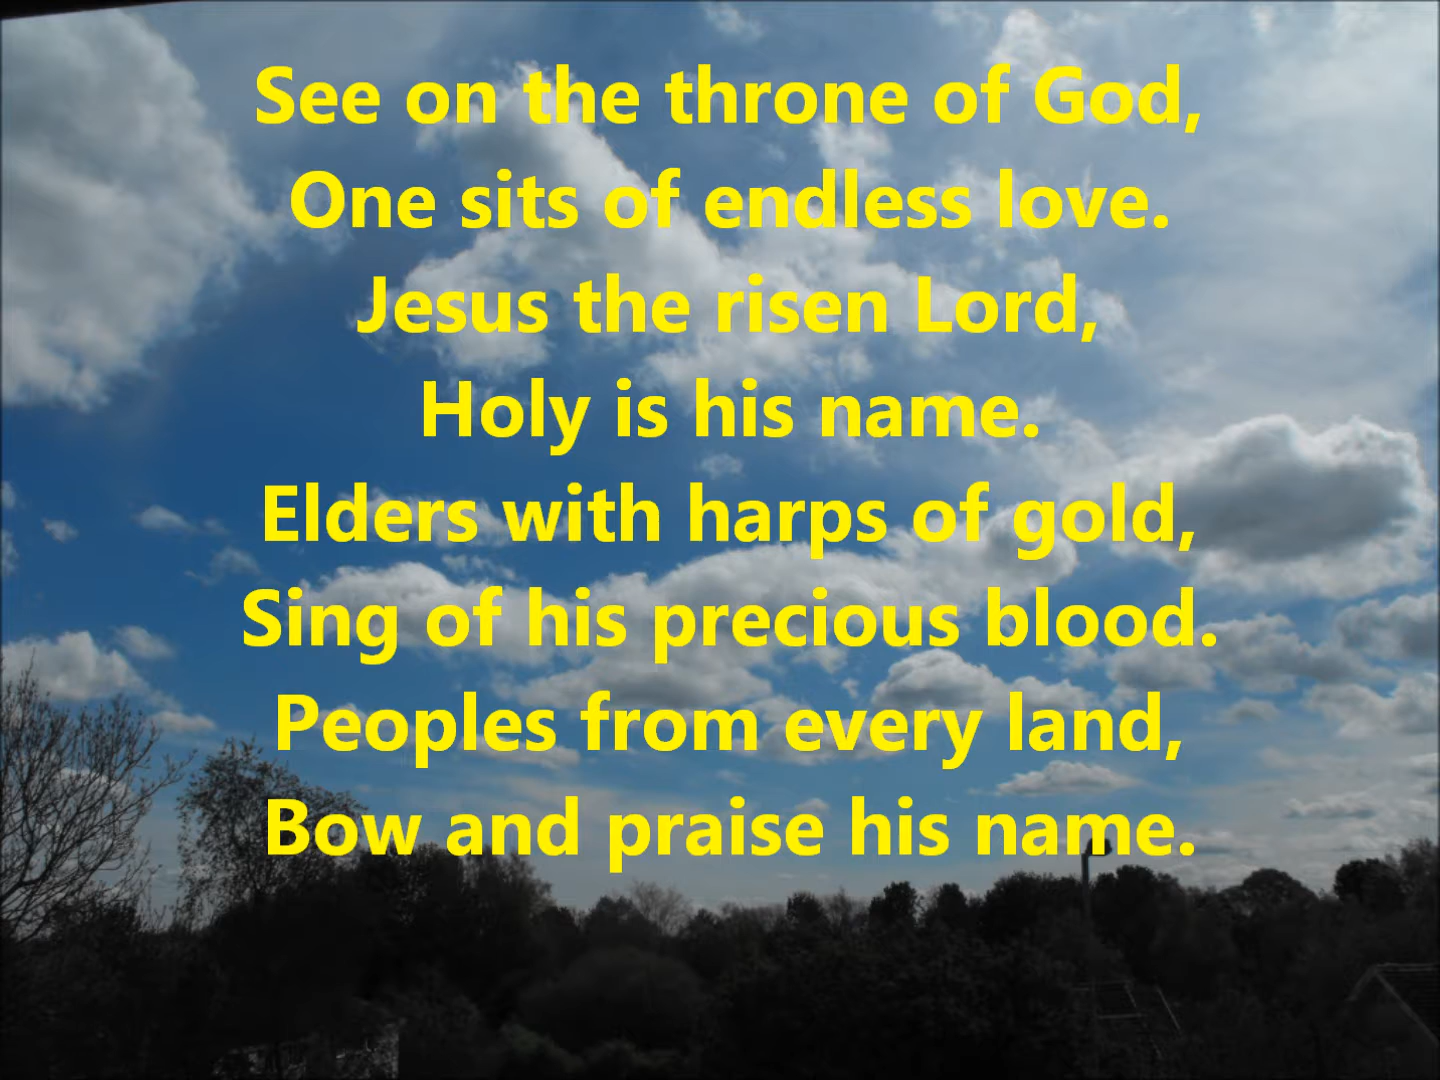 See on the throne of God,
One sits of endless love.
Jesus the risen Lord,
Holy is his name.
Elders with harps of gold,
Sing of his precious blood.
Peoples from every land,
Bow and praise his name.